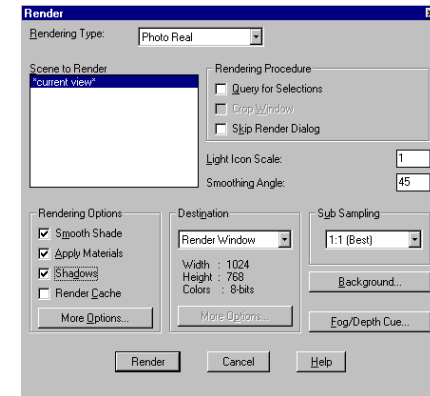 Render
Rendering Type: Photo Real
Scene to Render
*current view*
Rendering Procedure
Query for Selections
Crop Window
Skip Render Dialog
Light Icon Scale: 1
Smoothing Angle: 45
Rendering Options
Smooth Shade
Apply Materials
Shadows
Render Cache
More Options...
Destination
Render Window
Width : 1024
Height : 768
Colors : 8-bits
More Options...
Sub Sampling
1:1 (Best)
Background...
Fog/Depth Cue...
Render Cancel Help